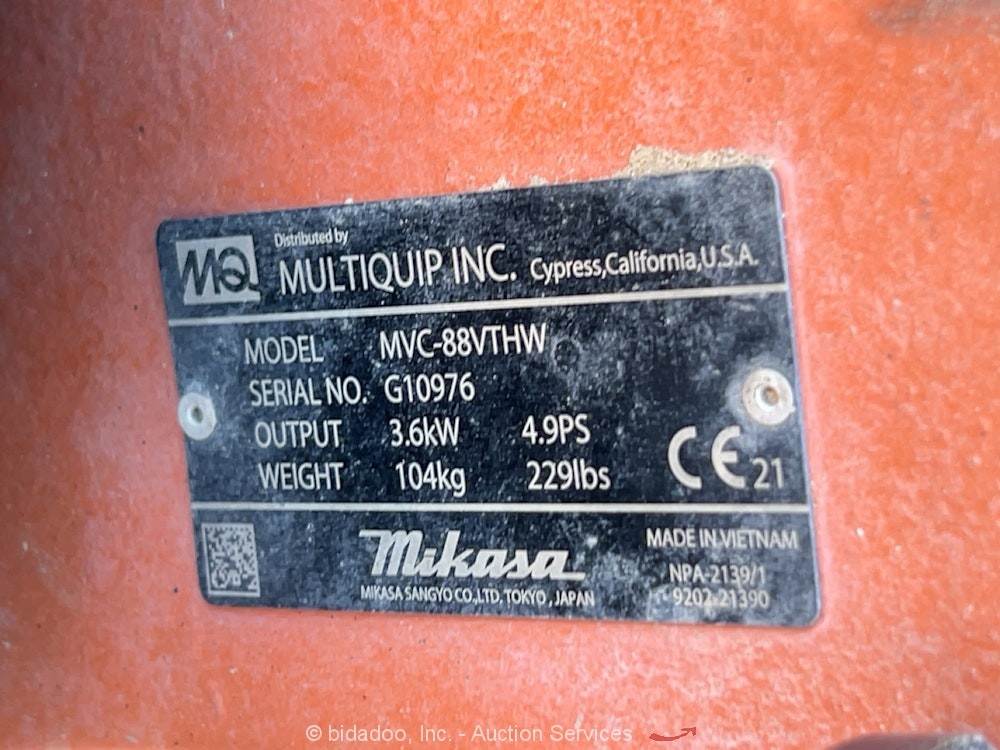 MQ
Distributed by
MULTIQUIP INC. Cypress,California,U.S.A.
MODEL MVC-88VTHW
SERIAL NO. G10976
OUTPUT 3.6kW 4.9PS
WEIGHT 104kg 229lbs
CE 21
Mikasa
MIKASA SANGYO CO.,LTD. TOKYO, JAPAN
MADE IN VIETNAM
NPA-2139/1
9202-21390
© bidadoo, Inc. - Auction Services